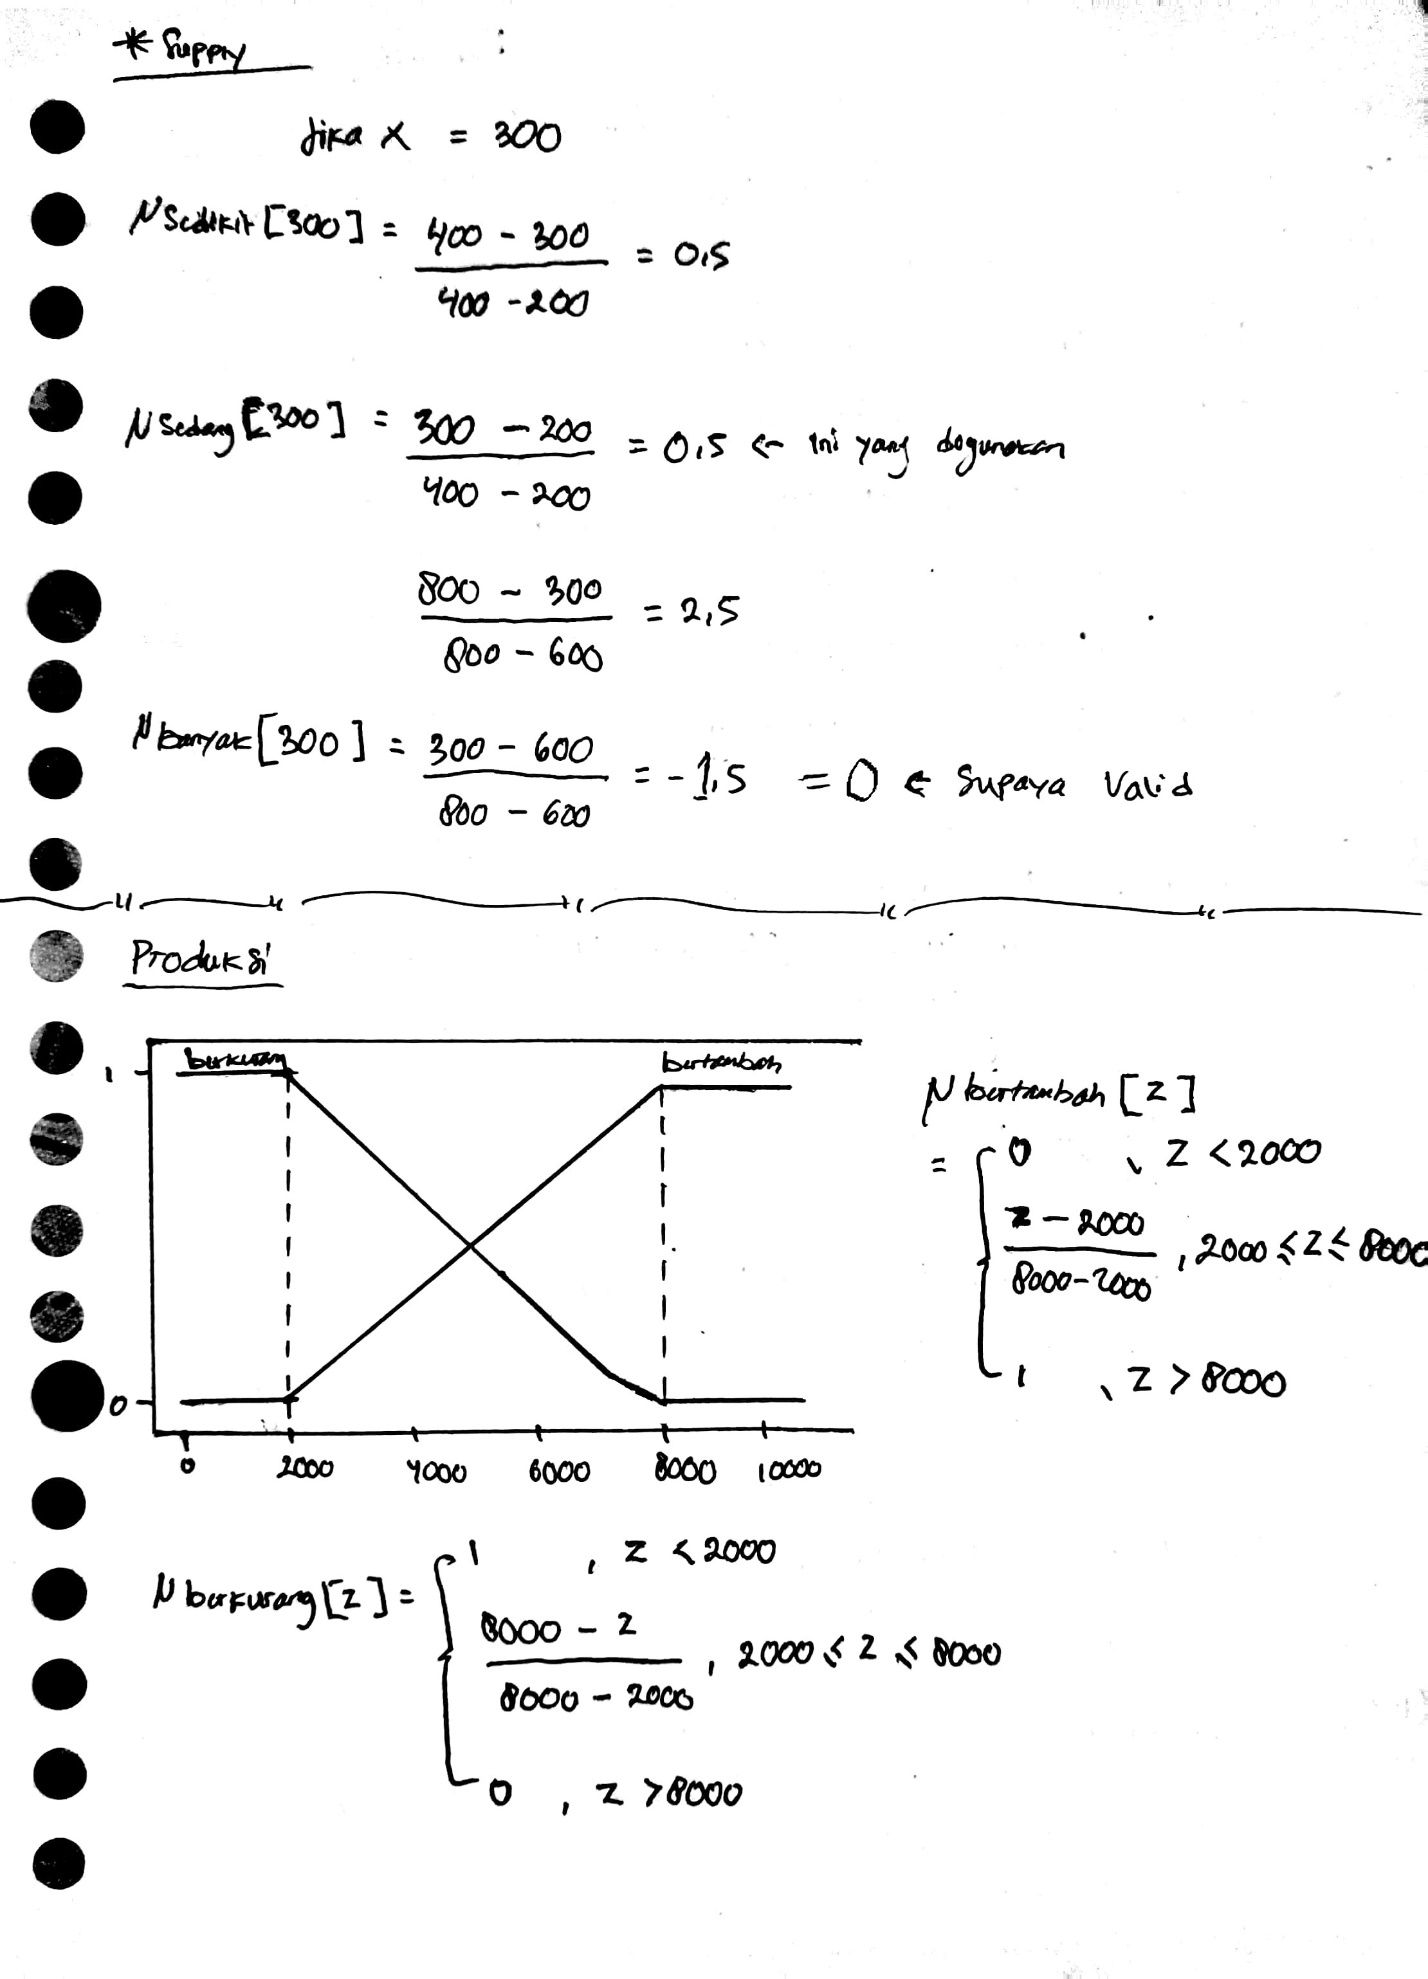 * Supply :
Jika x = 300
μ Sedikit [300] = 400 - 300 / 400 - 200 = 0,5
μ Sedang [300] = 300 - 200 / 400 - 200 = 0,5 ← ini yang dogunakan
800 - 300 / 800 - 600 = 2,5
μ banyak [300] = 300 - 600 / 800 - 600 = -1,5 = 0 ← Supaya Valid
Produksi
berkurang bertambah
1
0
0 2000 4000 6000 8000 10000
μ bertambah [z]
= { 0 , z < 2000
z - 2000 / 8000 - 2000 , 2000 ≤ z ≤ 8000
1 , z > 8000
μ berkurang [z] = { 1 , z < 2000
8000 - z / 8000 - 2000 , 2000 ≤ z ≤ 8000
0 , z > 8000